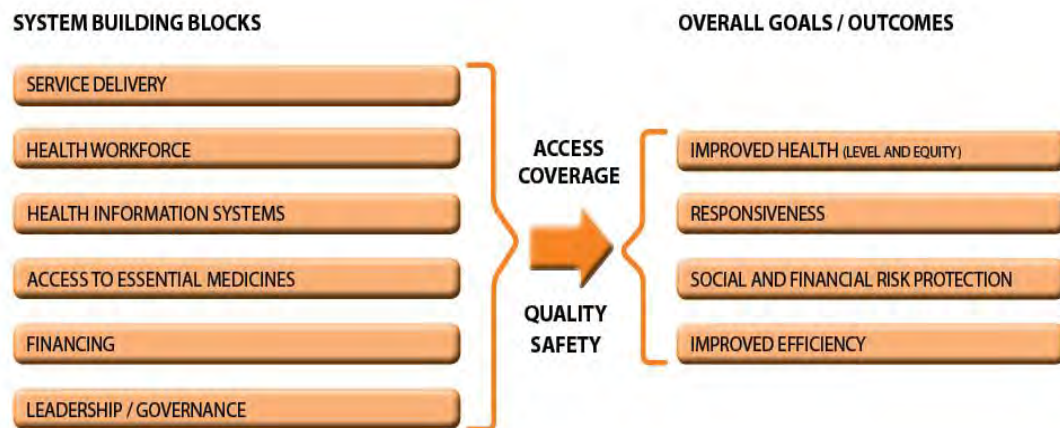 SYSTEM BUILDING BLOCKS
SERVICE DELIVERY
HEALTH WORKFORCE
HEALTH INFORMATION SYSTEMS
ACCESS TO ESSENTIAL MEDICINES
FINANCING
LEADERSHIP / GOVERNANCE
ACCESS
COVERAGE
QUALITY
SAFETY
OVERALL GOALS / OUTCOMES
IMPROVED HEALTH (LEVEL AND EQUITY)
RESPONSIVENESS
SOCIAL AND FINANCIAL RISK PROTECTION
IMPROVED EFFICIENCY